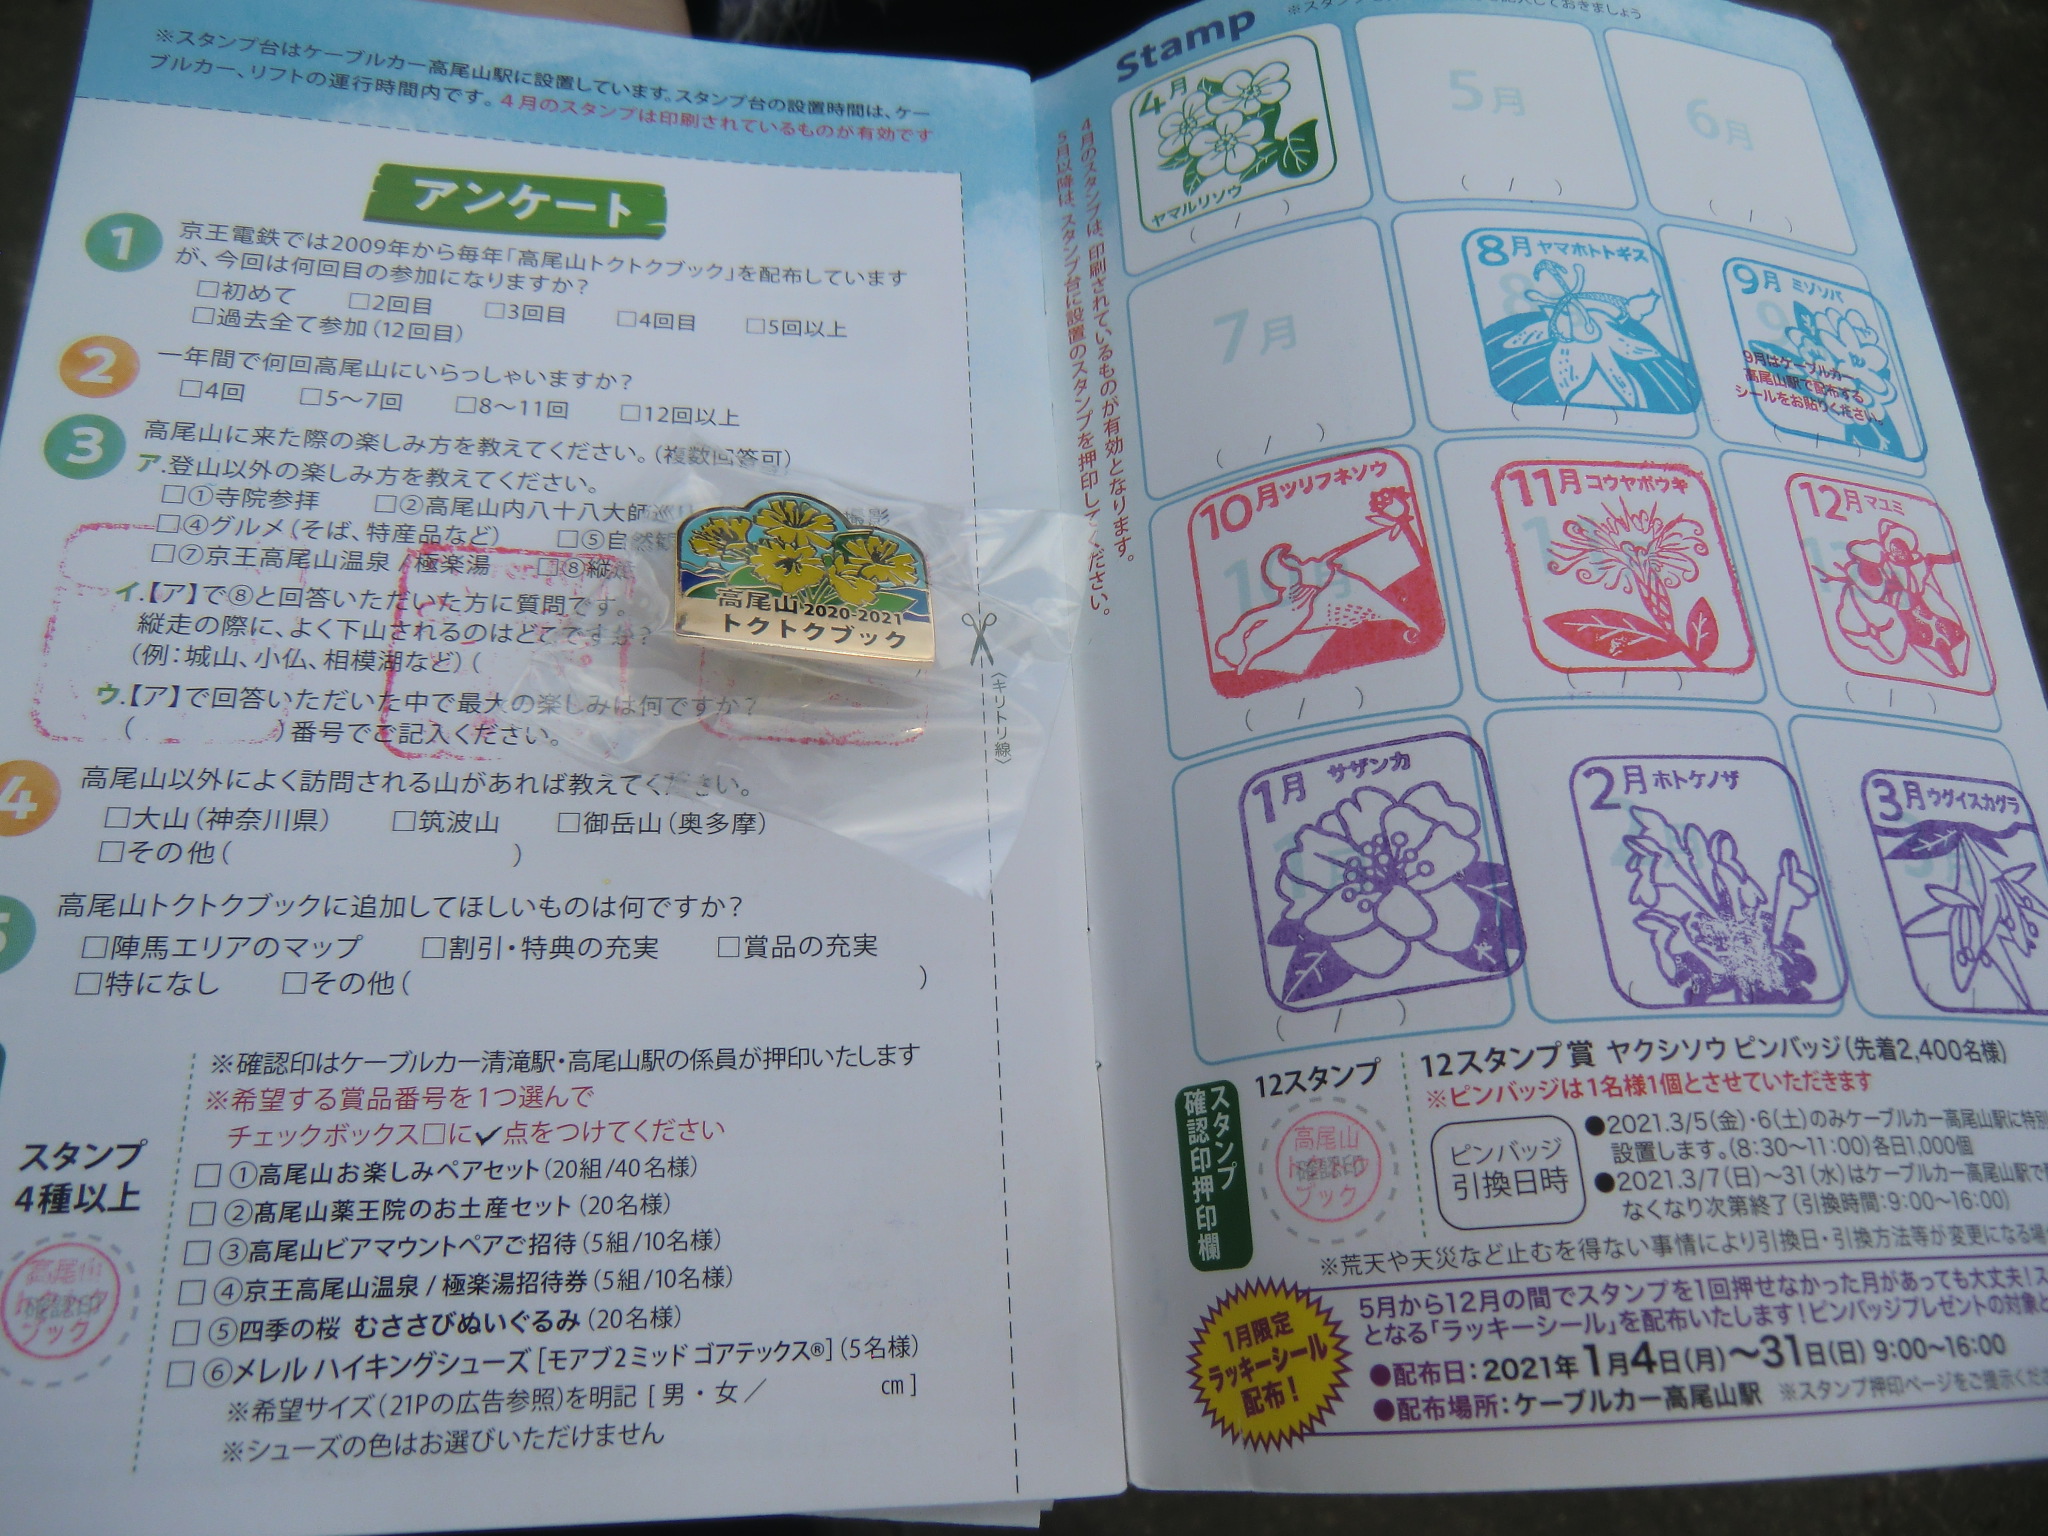 ※スタンプ台はケーブルカー高尾山駅に設置しています。スタンプ台の設置時間は、ケー
ブルカー、リフトの運行時間内です。4月のスタンプは印刷されているものが有効です
アンケート
1 京王電鉄では2009年から毎年「高尾山トクトクブック」を配布しています
が、今回は何回目の参加になりますか?
□初めて □2回目 □3回目 □4回目 □5回以上
□過去全て参加(12回目)
2 一年間で何回高尾山にいらっしゃいますか?
□4回 □5～7回 □8～11回 □12回以上
3 高尾山に来た際の楽しみ方を教えてください。(複数回答可)
ア.登山以外の楽しみ方を教えてください。
□①寺院参拝 □②高尾山内八十八大師巡り 撮影
□④グルメ(そば、特産品など) □⑤自然
□⑦京王高尾山温泉 / 極楽湯 □⑧縦走
イ.【ア】で⑧と回答いただいた方に質問です。
縦走の際に、よく下山されるのはどこですか?
(例:城山、小仏、相模湖など)(
ウ.【ア】で回答いただいた中で最大の楽しみは何ですか?
( )番号でご記入ください。
高尾山 2020-2021
トクトクブック
〈キリトリ線〉
4 高尾山以外によく訪問される山があれば教えてください。
□大山(神奈川県) □筑波山 □御岳山(奥多摩)
□その他( )
5 高尾山トクトクブックに追加してほしいものは何ですか?
□陣馬エリアのマップ □割引・特典の充実 □賞品の充実
□特になし □その他( )
スタンプ
4種以上
高尾山
確認印
ブック
※確認印はケーブルカー清滝駅・高尾山駅の係員が押印いたします
※希望する賞品番号を1つ選んで
チェックボックス□に✓点をつけてください
□ ①高尾山お楽しみペアセット(20組/40名様)
□ ②髙尾山薬王院のお土産セット(20名様)
□ ③高尾山ビアマウントペアご招待(5組/10名様)
□ ④京王高尾山温泉 / 極楽湯招待券(5組/10名様)
□ ⑤四季の桜 むささびぬいぐるみ(20名様)
□ ⑥メレル ハイキングシューズ[モアブ2ミッド ゴアテックス®](5名様)
※希望サイズ(21Pの広告参照)を明記 [ 男・女 / cm ]
※シューズの色はお選びいただけません
Stamp
4月のスタンプは、印刷されているものが有効となります。
5月以降は、スタンプ台に設置のスタンプを押印してください。
4月
ヤマルリソウ
( / )
5月
( / )
6月
( / )
7月
( / )
8月 ヤマホトトギス
( / )
9月 ミゾソバ
9月はケーブルカー
高尾山駅で配布する
シールをお貼りください。
( / )
10月 ツリフネソウ
( / )
11月 コウヤボウキ
( / )
12月 マユミ
( / )
1月 サザンカ
( / )
2月 ホトケノザ
3月 ウグイスカグラ
スタンプ
確認印押印欄
12スタンプ
高尾山
確認印
ブック
12スタンプ賞 ヤクシソウ ピンバッジ(先着2,400名様)
※ピンバッジは1名様1個とさせていただきます
ピンバッジ
引換日時
●2021.3/5(金)・6(土)のみケーブルカー高尾山駅に特別
設置します。(8:30～11:00)各日1,000個
●2021.3/7(日)～31(水)はケーブルカー高尾山駅で
なくなり次第終了(引換時間:9:00～16:00)
※荒天や天災など止むを得ない事情により引換日・引換方法等が変更になる場合
1月限定
ラッキーシール
配布!
5月から12月の間でスタンプを1回押せなかった月があっても大丈夫!ス
となる「ラッキーシール」を配布いたします!ピンバッジプレゼントの対象と
●配布日:2021年1月4日(月)～31日(日) 9:00～16:00
●配布場所:ケーブルカー高尾山駅 ※スタンプ押印ページをご提示くださ